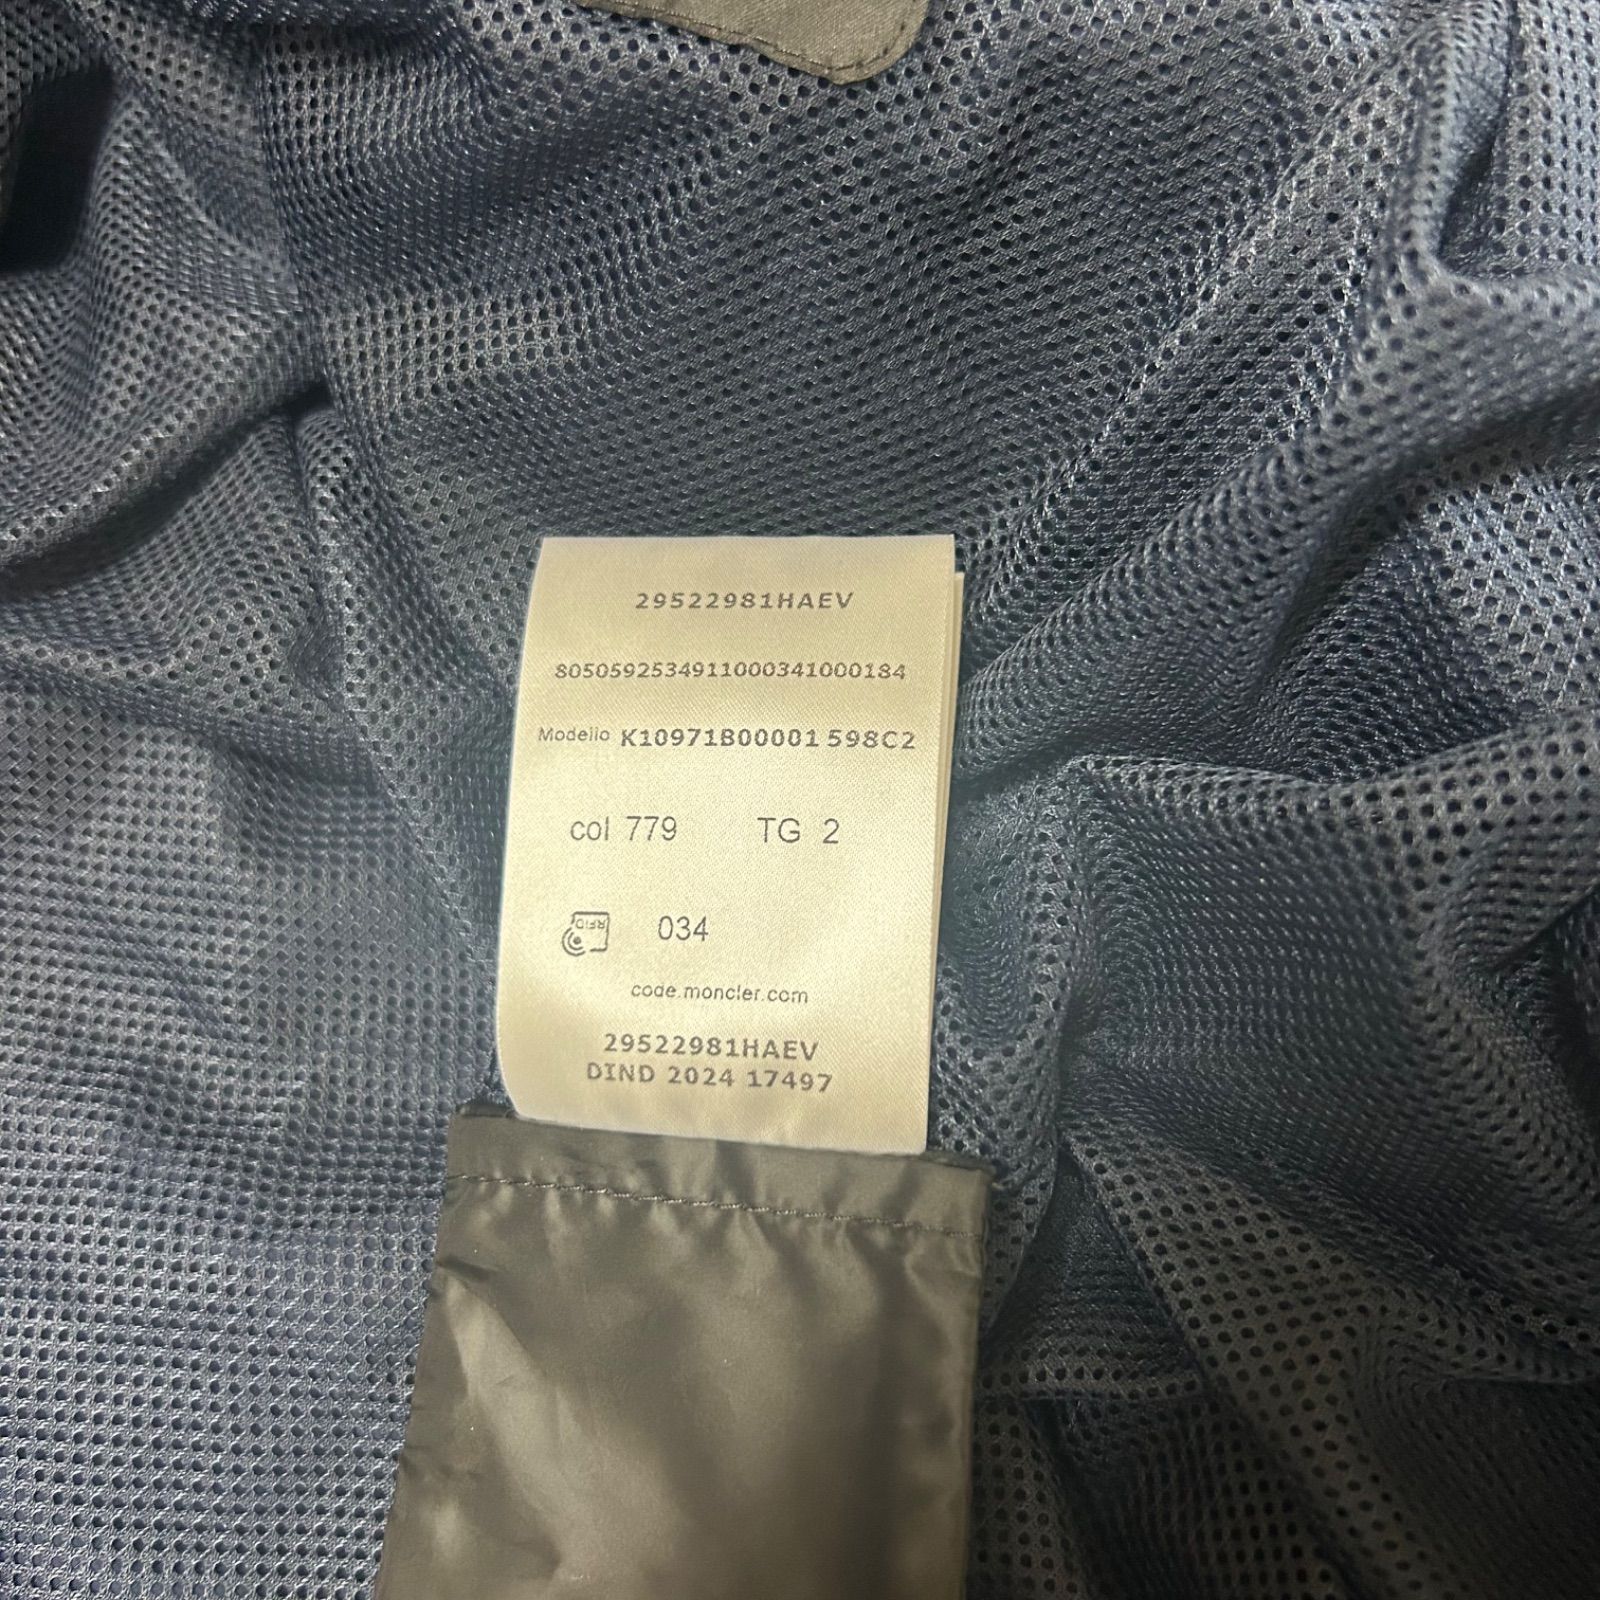 29522981HAEV
8050592534911000341000184
Modello K10971B00001 598C2
col 779 TG 2
RFID 034
code.moncler.com
29522981HAEV
DIND 2024 17497